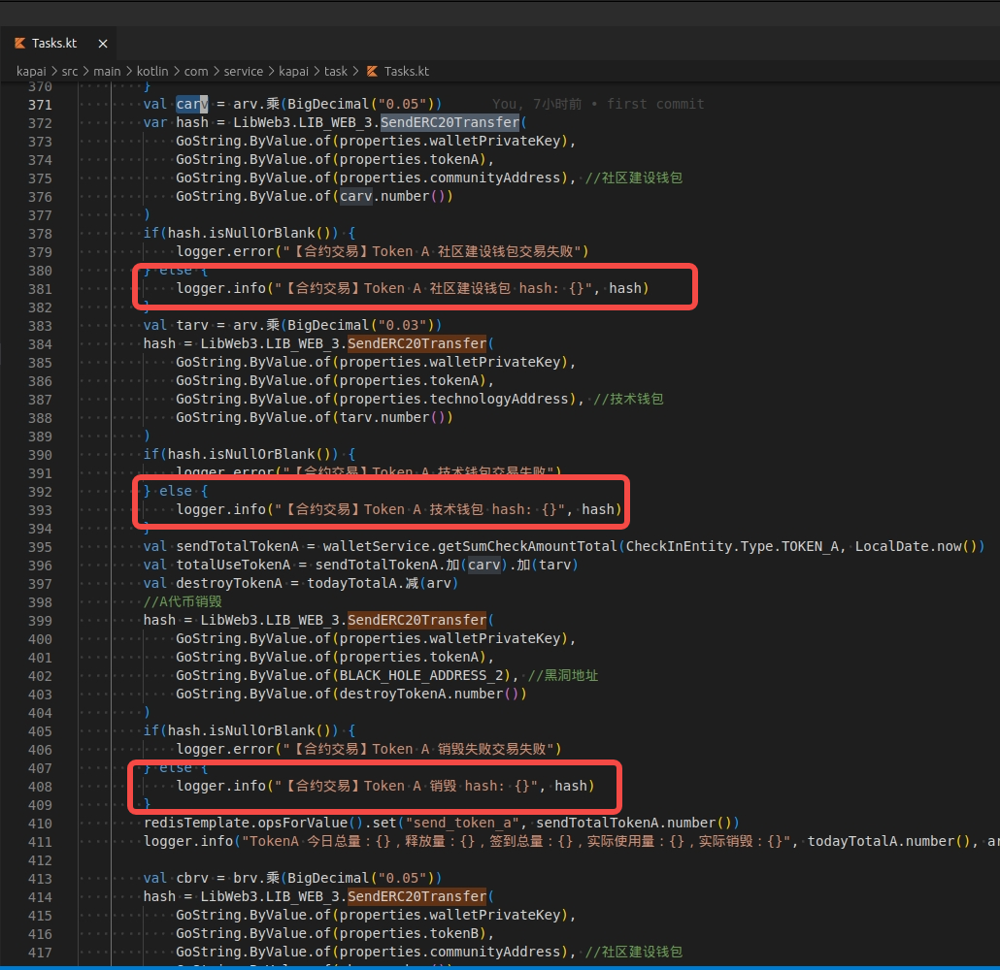 Tasks.kt ×
kapai > src > main > kotlin > com > service > kapai > task > Tasks.kt
370 }
371 val carv = arv.乘(BigDecimal("0.05")) You, 7小时前 • first commit
372 var hash = LibWeb3.LIB_WEB_3.SendERC20Transfer(
373 GoString.ByValue.of(properties.walletPrivateKey),
374 GoString.ByValue.of(properties.tokenA),
375 GoString.ByValue.of(properties.communityAddress), //社区建设钱包
376 GoString.ByValue.of(carv.number())
377 )
378 if(hash.isNullOrBlank()) {
379 logger.error("【合约交易】Token A 社区建设钱包交易失败")
380 } else {
381 logger.info("【合约交易】Token A 社区建设钱包 hash: {}", hash)
382 }
383 val tarv = arv.乘(BigDecimal("0.03"))
384 hash = LibWeb3.LIB_WEB_3.SendERC20Transfer(
385 GoString.ByValue.of(properties.walletPrivateKey),
386 GoString.ByValue.of(properties.tokenA),
387 GoString.ByValue.of(properties.technologyAddress), //技术钱包
388 GoString.ByValue.of(tarv.number())
389 )
390 if(hash.isNullOrBlank()) {
391 logger.error("【合约交易】Token A 技术钱包交易失败")
392 } else {
393 logger.info("【合约交易】Token A 技术钱包 hash: {}", hash)
394 }
395 val sendTotalTokenA = walletService.getSumCheckAmountTotal(CheckInEntity.Type.TOKEN_A, LocalDate.now())
396 val totalUseTokenA = sendTotalTokenA.加(carv).加(tarv)
397 val destroyTokenA = todayTotalA.减(arv)
398 //A代币销毁
399 hash = LibWeb3.LIB_WEB_3.SendERC20Transfer(
400 GoString.ByValue.of(properties.walletPrivateKey),
401 GoString.ByValue.of(properties.tokenA),
402 GoString.ByValue.of(BLACK_HOLE_ADDRESS_2), //黑洞地址
403 GoString.ByValue.of(destroyTokenA.number())
404 )
405 if(hash.isNullOrBlank()) {
406 logger.error("【合约交易】Token A 销毁失败交易失败")
407 } else {
408 logger.info("【合约交易】Token A 销毁 hash: {}", hash)
409 }
410 redisTemplate.opsForValue().set("send_token_a", sendTotalTokenA.number())
411 logger.info("TokenA 今日总量：{}，释放量：{}，签到总量：{}，实际使用量：{}，实际销毁：{}", todayTotalA.number(), ar
412
413 val cbrv = brv.乘(BigDecimal("0.05"))
414 hash = LibWeb3.LIB_WEB_3.SendERC20Transfer(
415 GoString.ByValue.of(properties.walletPrivateKey),
416 GoString.ByValue.of(properties.tokenB),
417 GoString.ByValue.of(properties.communityAddress), //社区建设钱包